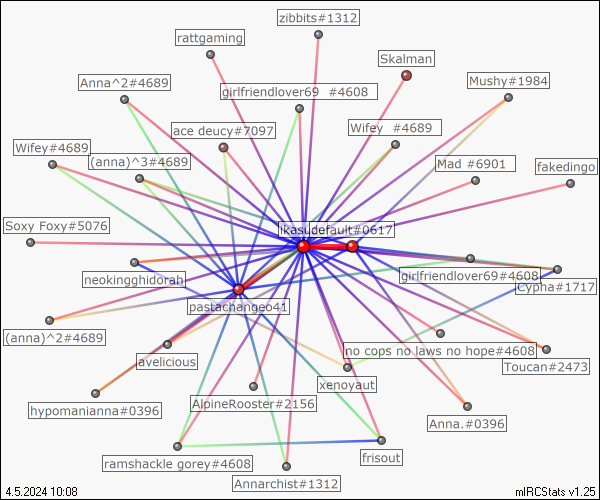 zibbits#1312
rattgaming
Skalman
Anna^2#4689
Mushy#1984
girlfriendlover69 #4608
ace deucy#7097
Wifey #4689
Wifey#4689
(anna)^3#4689
Mad #6901
fakedingo
Soxy Foxy#5076
default#0617
neokingghidorah
girlfriendlover69#4608
Cypha#1717
pastachangeo41
(anna)^2#4689
no cops no laws no hope#4608
avelicious
Toucan#2473
xenoyaut
hypomanianna#0396
AlpineRooster#2156
Anna.#0396
ramshackle gorey#4608
frisout
Annarchist#1312
4.5.2024 10:08
mIRCStats v1.25